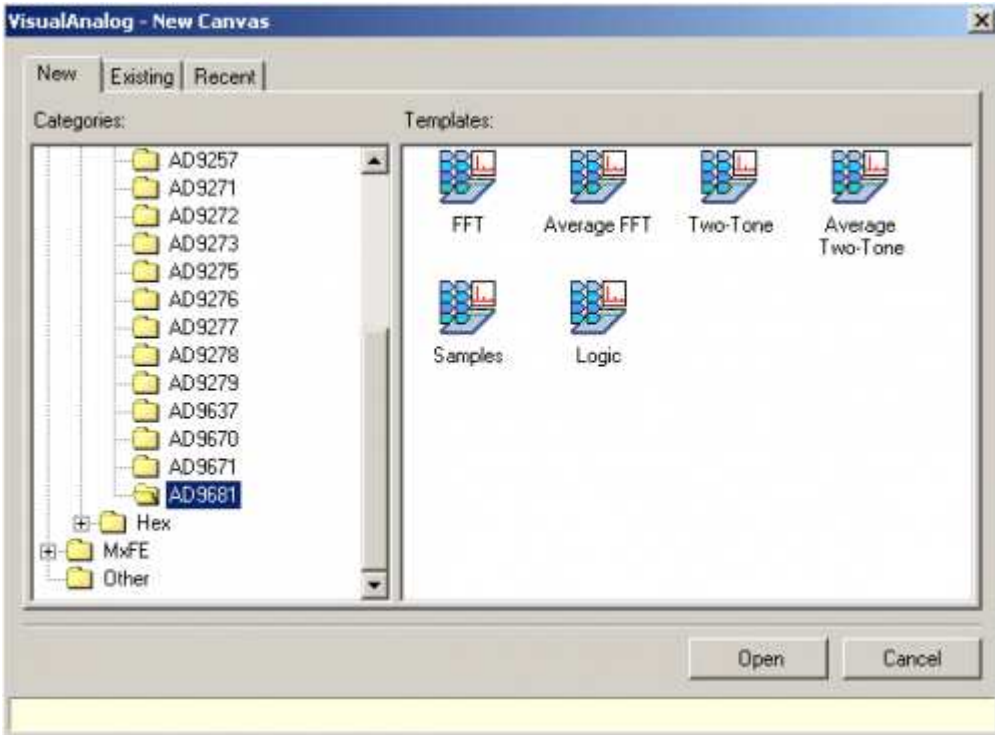 VisualAnalog - New Canvas
New Existing Recent
Categories:
Templates:
AD9257
AD9271
AD9272
AD9273
AD9275
AD9276
AD9277
AD9278
AD9279
AD9637
AD9670
AD9671
AD9681
Hex
MxFE
Other
FFT Average FFT Two-Tone Average
Two-Tone
Samples Logic
Open Cancel